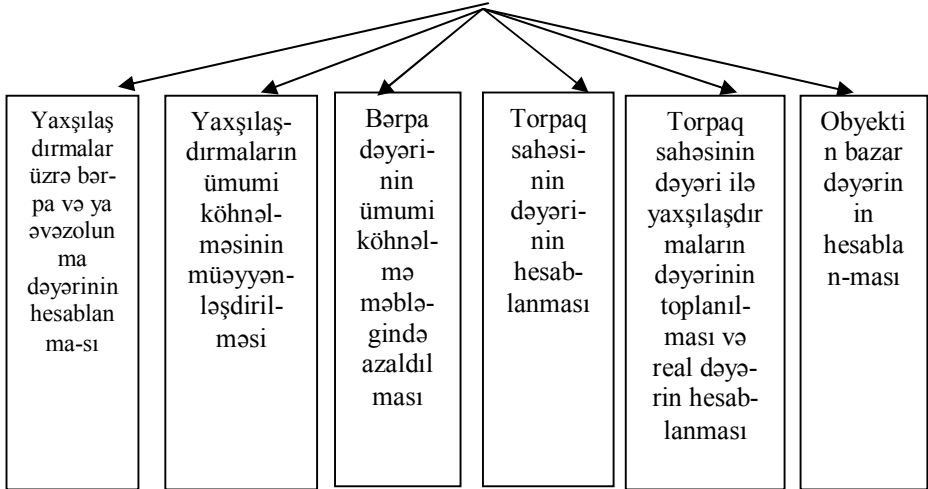 Yaxşılaş
dırmalar
üzrə bər-
pa və ya
əvəzolun
ma
dəyərinin
hesablan
ma-sı
Yaxşılaş-
dırmaların
ümumi
köhnəl-
məsinin
müəyyən-
ləşdiril-
məsi
Bərpa
dəyəri-
nin
ümumi
köhnəl-
mə
məblə-
gində
azaldıl
ması
Torpaq
sahəsi-
nin
dəyəri-
nin
hesab-
lanması
Torpaq
sahəsinin
dəyəri ilə
yaxşılaşdır
maların
dəyərinin
toplanıl-
ması və
real dəyə-
rin hesab-
lanması
Obyekti
n bazar
dəyərin
in
hesabla
n-ması